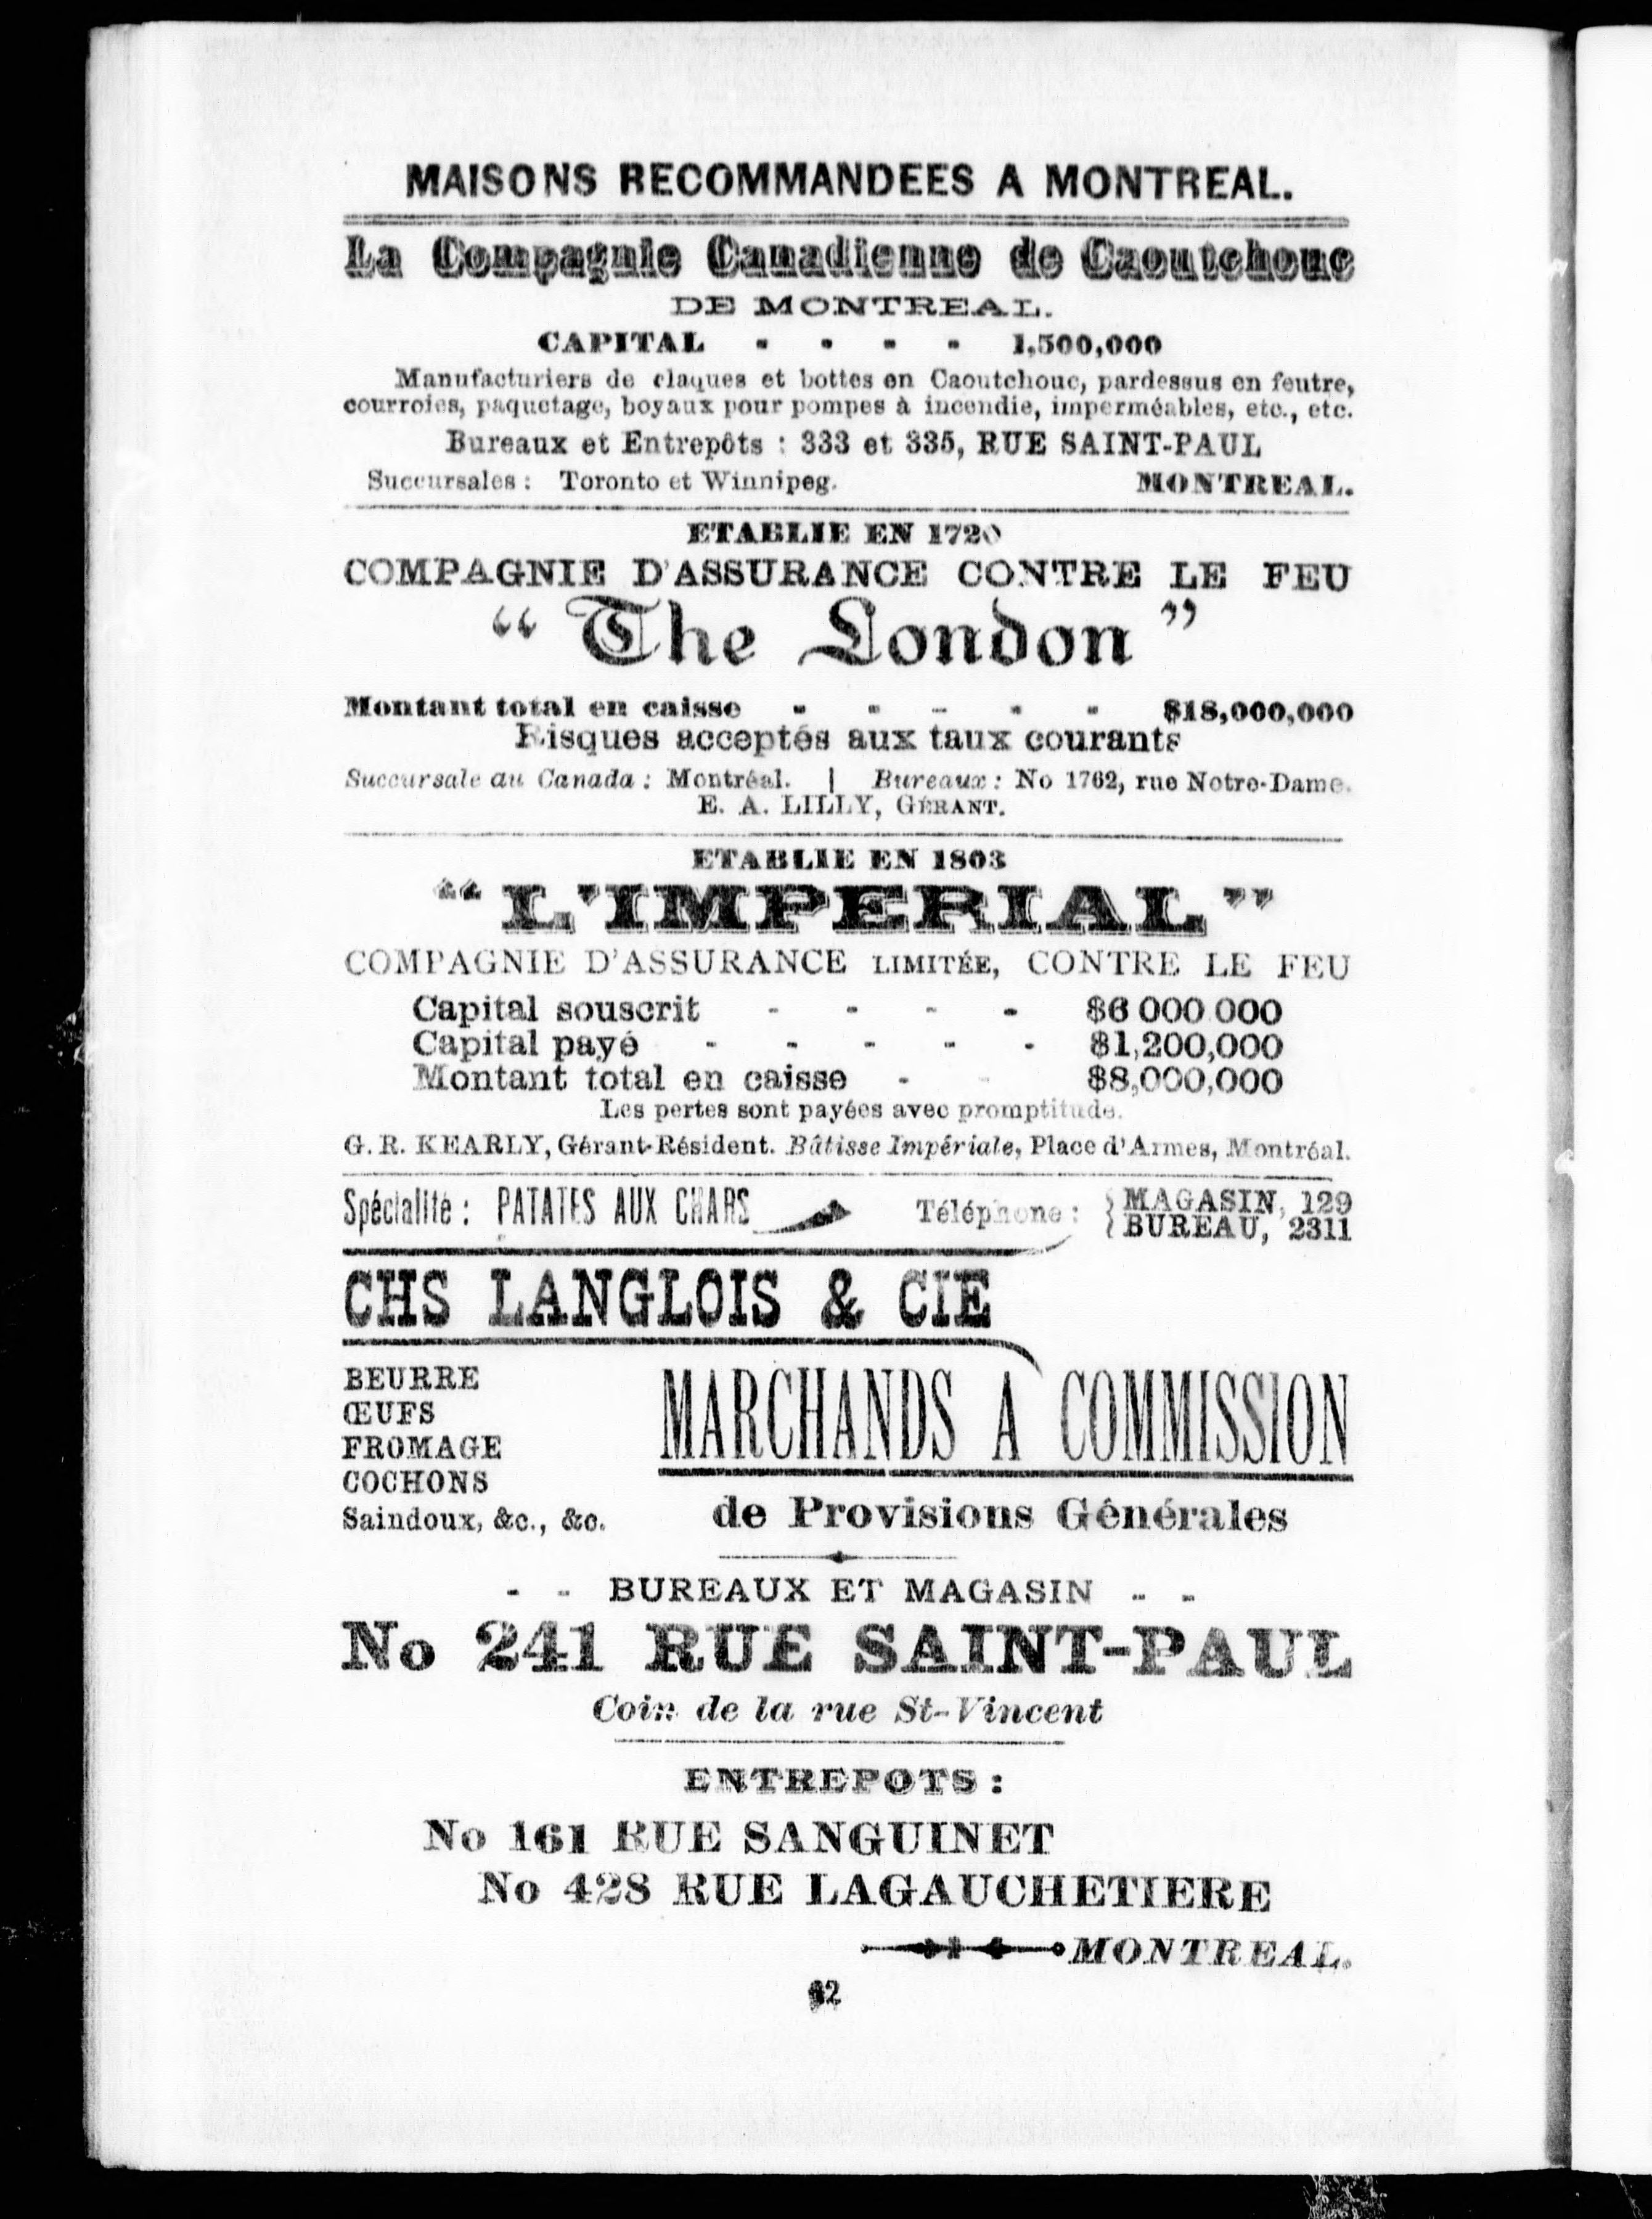 MAISONS RECOMMANDEES A MONTREAL.
La Compagnie Canadienne de Caoutchouc
DE MONTREAL.
CAPITAL - - - - 1,500,000
Manufacturiers de claques et bottes en Caoutchouc, pardessus en feutre,
courroies, paquetage, boyaux pour pompes à incendie, imperméables, etc., etc.
Bureaux et Entrepôts : 333 et 335, RUE SAINT-PAUL
Succursales : Toronto et Winnipeg. MONTREAL.
ETABLIE EN 1720
COMPAGNIE D'ASSURANCE CONTRE LE FEU
“The London”
Montant total en caisse - - - - - $18,000,000
Risques acceptés aux taux courants
Succursale au Canada : Montréal. | Bureaux : No 1762, rue Notre-Dame.
E. A. LILLY, GÉRANT.
ETABLIE EN 1803
“L'IMPERIAL”
COMPAGNIE D'ASSURANCE LIMITÉE, CONTRE LE FEU
Capital souscrit - - - - $6 000 000
Capital payé - - - - - $1,200,000
Montant total en caisse - - $8,000,000
Les pertes sont payées avec promptitude.
G. R. KEARLY, Gérant-Résident. Bâtisse Impériale, Place d'Armes, Montréal.
Spécialité : PATATES AUX CHARS Téléphone : { MAGASIN, 129
{ BUREAU, 2311
CHS LANGLOIS & CIE
BEURRE
ŒUFS
FROMAGE
COCHONS
Saindoux, &c., &c.
MARCHANDS A COMMISSION
de Provisions Générales
- - BUREAUX ET MAGASIN - -
No 241 RUE SAINT-PAUL
Coin de la rue St-Vincent
ENTREPOTS :
No 161 RUE SANGUINET
No 428 RUE LAGAUCHETIERE
MONTREAL.
62